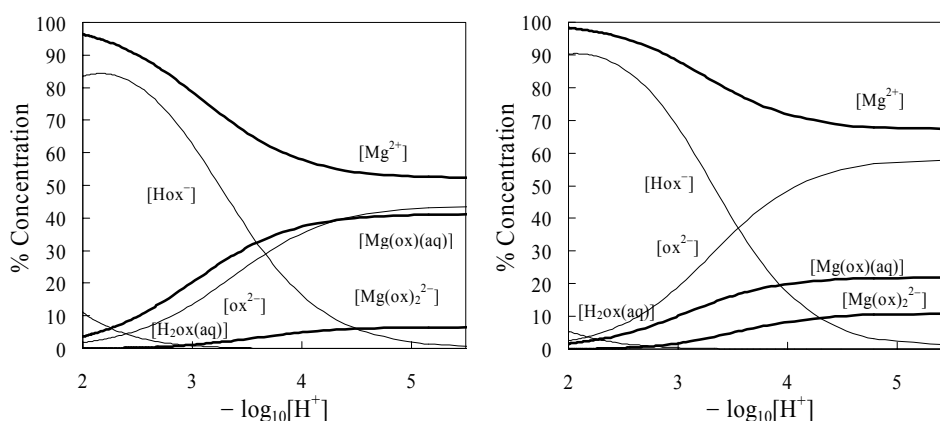 % Concentration
100
90
80
70
60
50
40
30
20
10
0
[Mg²⁺]
[Hox⁻]
[Mg(ox)(aq)]
[ox²⁻]
[Mg(ox)₂²⁻]
[H₂ox(aq)]
2 3 4 5
− log₁₀[H⁺]
% Concentration
100
90
80
70
60
50
40
30
20
10
0
[Mg²⁺]
[Hox⁻]
[ox²⁻]
[Mg(ox)(aq)]
[Mg(ox)₂²⁻]
[H₂ox(aq)]
2 3 4 5
− log₁₀[H⁺]